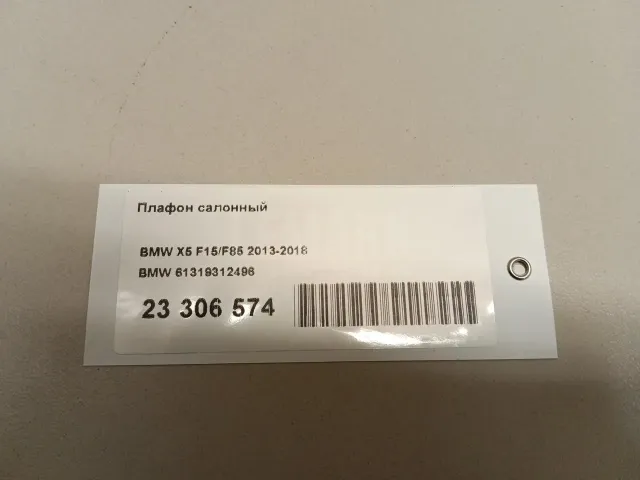 Плафон салонный
BMW X5 F15/F85 2013-2018
BMW 61319312496
23 306 574